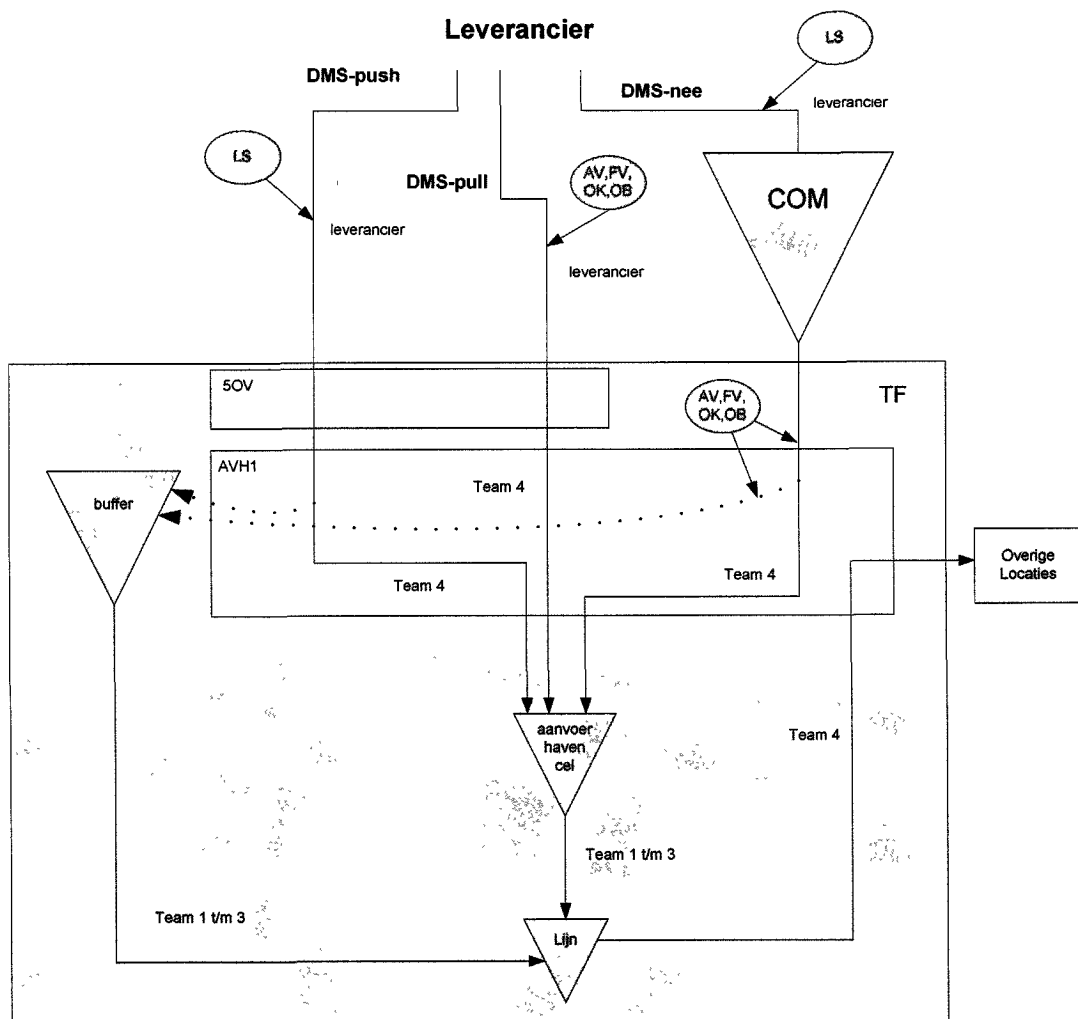 Leverancier
LS
DMS-push
DMS-nee
leverancier
LS
DMS-pull
AV,FV,
OK,OB
COM
leverancier
leverancier
5OV
AV,FV,
OK,OB
TF
AVH1
Team 4
buffer
Overige
Locaties
Team 4
Team 4
aanvoer
haven
cel
Team 4
Team 1 t/m 3
Team 1 t/m 3
Lijn